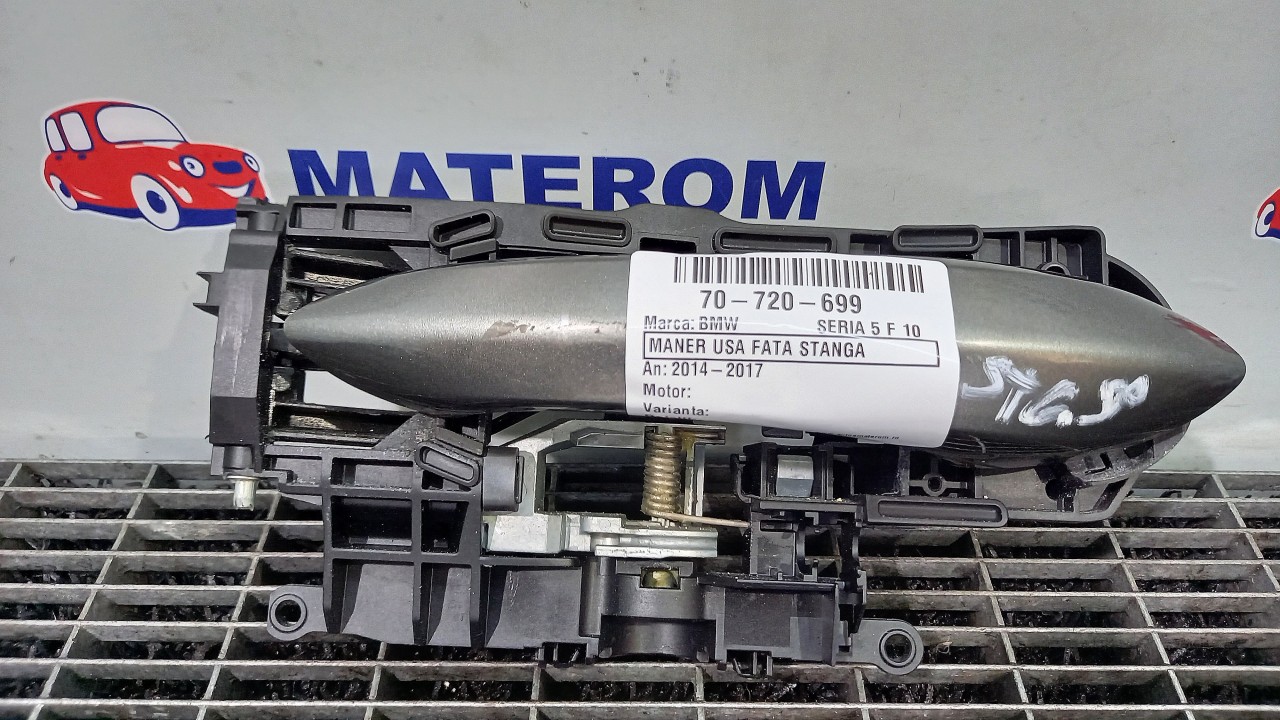 MATEROM
70-720-699
Marca: BMW SERIA 5 F 10
MANER USA FATA STANGA
An: 2014-2017
Motor:
Varianta: